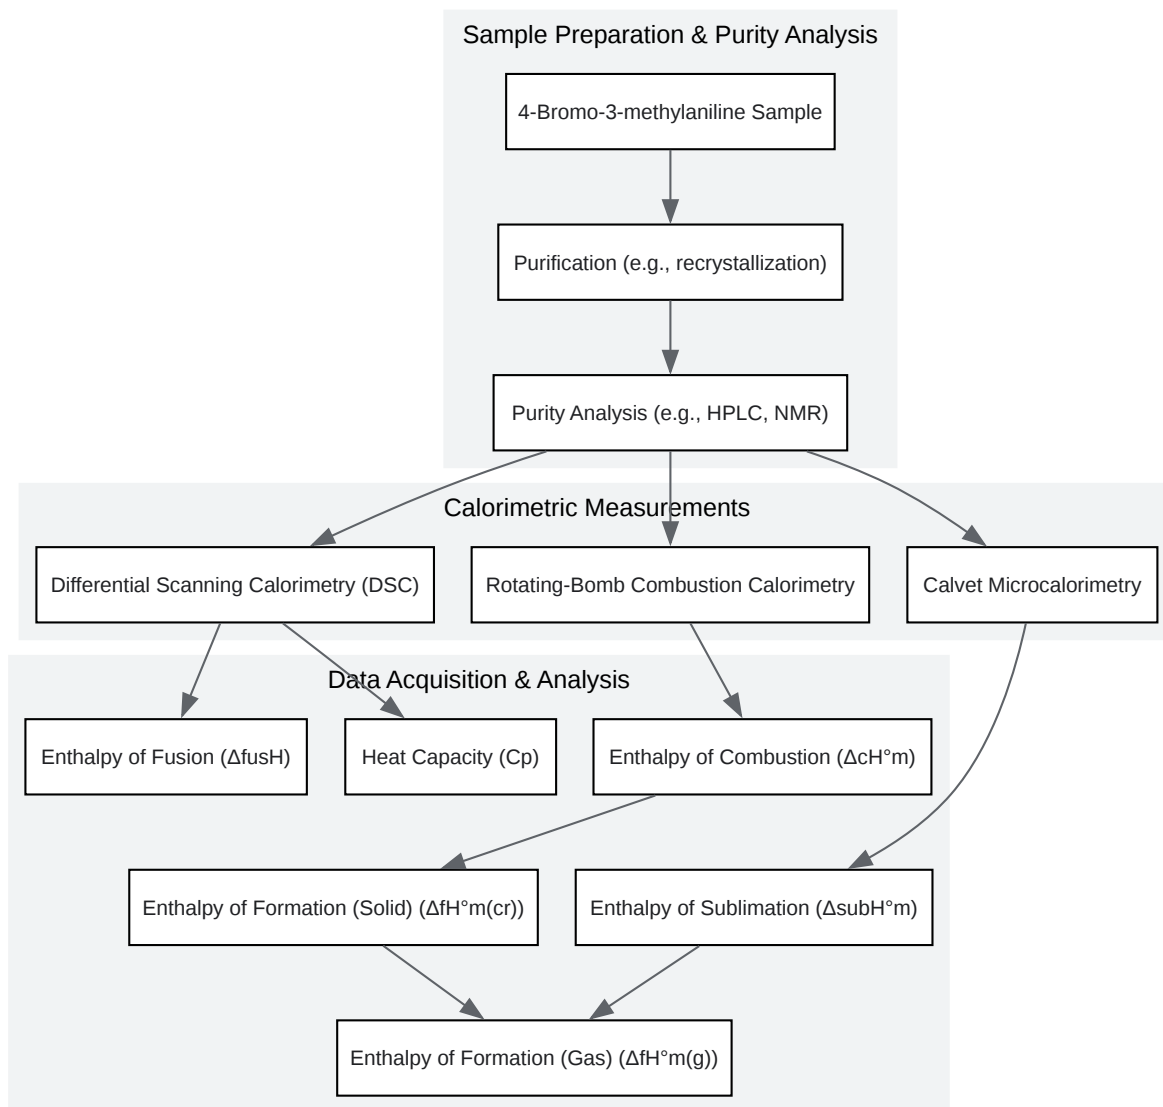 Sample Preparation & Purity Analysis
4-Bromo-3-methylaniline Sample
Purification (e.g., recrystallization)
Purity Analysis (e.g., HPLC, NMR)
Calorimetric Measurements
Differential Scanning Calorimetry (DSC)
Rotating-Bomb Combustion Calorimetry
Calvet Microcalorimetry
Data Acquisition & Analysis
Enthalpy of Fusion (ΔfusH)
Heat Capacity (Cp)
Enthalpy of Combustion (ΔcH°m)
Enthalpy of Formation (Solid) (ΔfH°m(cr))
Enthalpy of Sublimation (ΔsubH°m)
Enthalpy of Formation (Gas) (ΔfH°m(g))